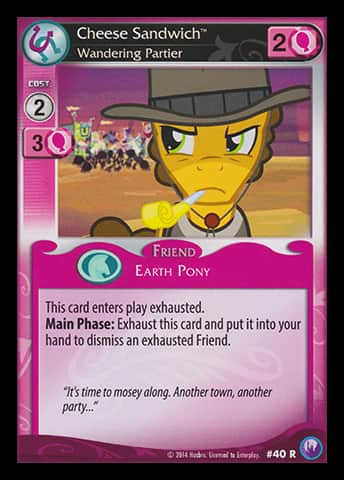 Cheese Sandwich™
Wandering Partier
2
COST
2
3
FRIEND
EARTH PONY
This card enters play exhausted.
Main Phase: Exhaust this card and put it into your
hand to dismiss an exhausted Friend.
"It's time to mosey along. Another town, another
party..."
© 2014 Hasbro. Licensed to Enterplay.
#40 R